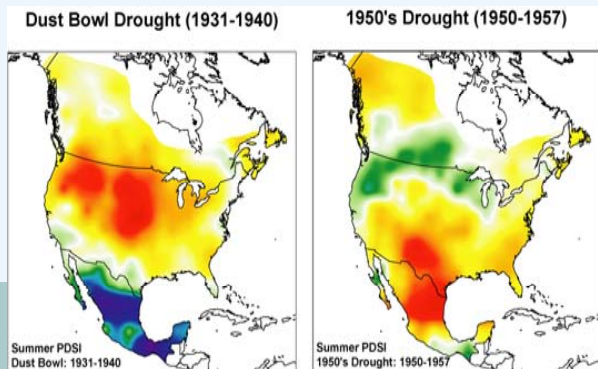 Dust Bowl Drought (1931-1940)
1950's Drought (1950-1957)
Summer PDSI
Dust Bowl: 1931-1940
Summer PDSI
1950's Drought: 1950-1957